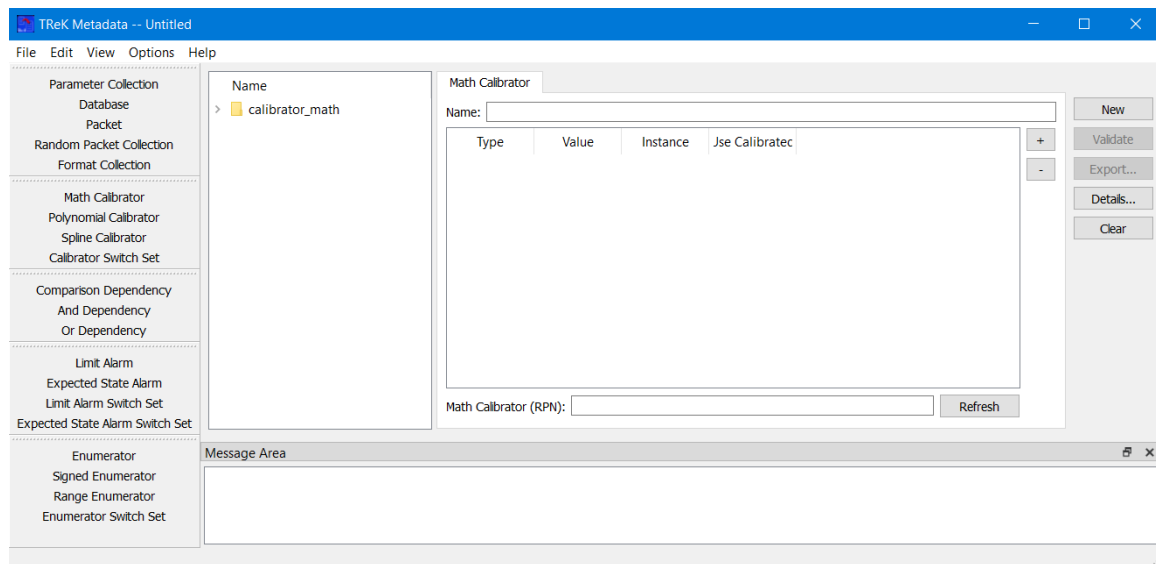 TReK Metadata -- Untitled
File Edit View Options Help
Parameter Collection
Database
Packet
Random Packet Collection
Format Collection
Math Calibrator
Polynomial Calibrator
Spline Calibrator
Calibrator Switch Set
Comparison Dependency
And Dependency
Or Dependency
Limit Alarm
Expected State Alarm
Limit Alarm Switch Set
Expected State Alarm Switch Set
Enumerator
Signed Enumerator
Range Enumerator
Enumerator Switch Set
Name
calibrator_math
Math Calibrator
Name:
Type Value Instance Jse Calibratec
+
-
Math Calibrator (RPN): Refresh
New
Validate
Export...
Details...
Clear
Message Area